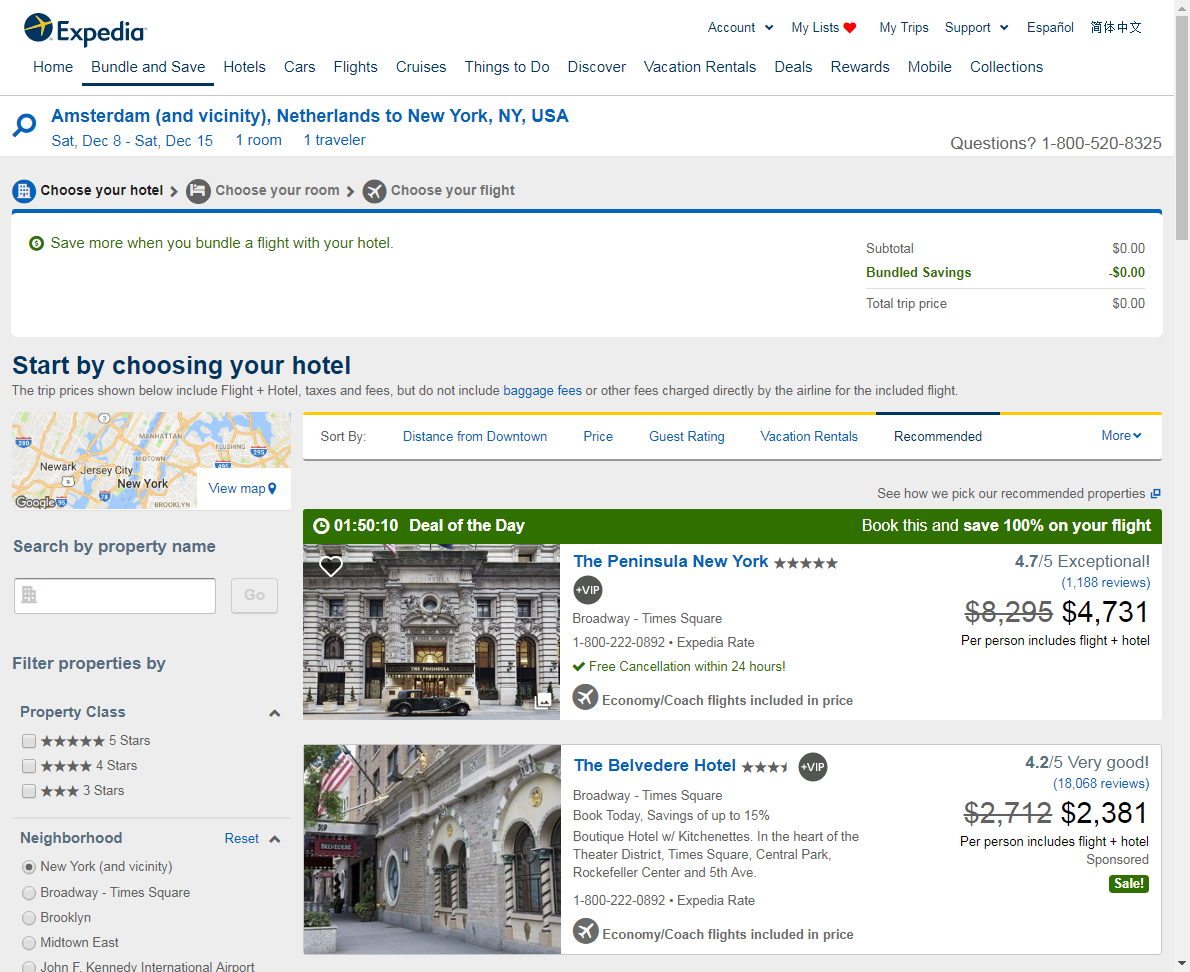 Expedia
Account
My Lists
My Trips
Support
Español
简体中文
Home
Bundle and Save
Hotels
Cars
Flights
Cruises
Things to Do
Discover
Vacation Rentals
Deals
Rewards
Mobile
Collections
Amsterdam (and vicinity), Netherlands to New York, NY, USA
Sat, Dec 8 - Sat, Dec 15 1 room 1 traveler
Questions? 1-800-520-8325
Choose your hotel
Choose your room
Choose your flight
Save more when you bundle a flight with your hotel.
Subtotal $0.00
Bundled Savings -$0.00
Total trip price $0.00
Start by choosing your hotel
The trip prices shown below include Flight + Hotel, taxes and fees, but do not include baggage fees or other fees charged directly by the airline for the included flight.
3
MANHATTAN
280
FLUSHING
MIDTOWN
295
495
Newark
Jersey City
9
New York
78
95
BROOKLYN
Google
View map
Search by property name
Go
Filter properties by
Property Class
5 Stars
4 Stars
3 Stars
Neighborhood
Reset
New York (and vicinity)
Broadway - Times Square
Brooklyn
Midtown East
John F. Kennedy International Airport
Sort By:
Distance from Downtown
Price
Guest Rating
Vacation Rentals
Recommended
More
See how we pick our recommended properties
01:50:10 Deal of the Day
Book this and save 100% on your flight
THE PENINSULA
The Peninsula New York
+VIP
Broadway - Times Square
1-800-222-0892 • Expedia Rate
Free Cancellation within 24 hours!
Economy/Coach flights included in price
4.7/5 Exceptional!
(1,188 reviews)
$8,295 $4,731
Per person includes flight + hotel
319
BELVEDERE
The Belvedere Hotel
+VIP
Broadway - Times Square
Book Today, Savings of up to 15%
Boutique Hotel w/ Kitchenettes. In the heart of the
Theater District, Times Square, Central Park,
Rockefeller Center and 5th Ave.
1-800-222-0892 • Expedia Rate
Economy/Coach flights included in price
4.2/5 Very good!
(18,068 reviews)
$2,712 $2,381
Per person includes flight + hotel
Sponsored
Sale!